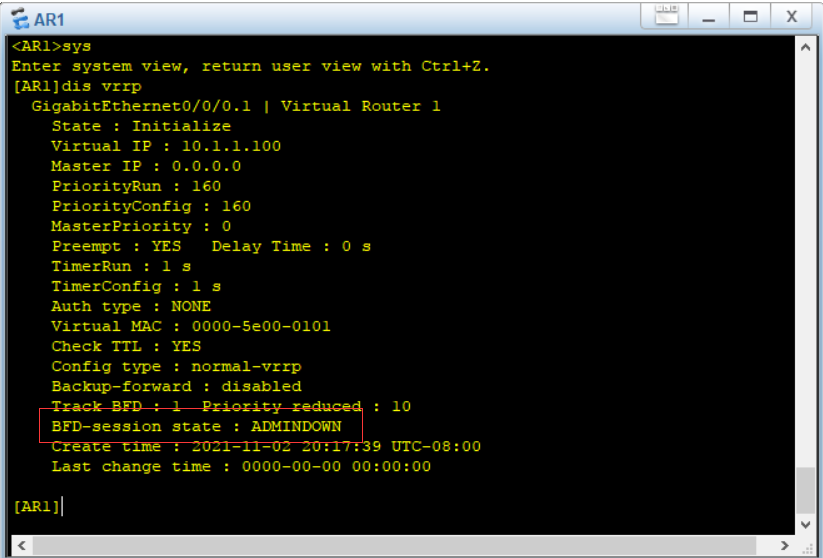 AR1
<AR1>sys
Enter system view, return user view with Ctrl+Z.
[AR1]dis vrrp
  GigabitEthernet0/0/0.1 | Virtual Router 1
    State : Initialize
    Virtual IP : 10.1.1.100
    Master IP : 0.0.0.0
    PriorityRun : 160
    PriorityConfig : 160
    MasterPriority : 0
    Preempt : YES   Delay Time : 0 s
    TimerRun : 1 s
    TimerConfig : 1 s
    Auth type : NONE
    Virtual MAC : 0000-5e00-0101
    Check TTL : YES
    Config type : normal-vrrp
    Backup-forward : disabled
    Track BFD : 1  Priority reduced : 10
    BFD-session state : ADMINDOWN
    Create time : 2021-11-02 20:17:39 UTC-08:00
    Last change time : 0000-00-00 00:00:00
[AR1]